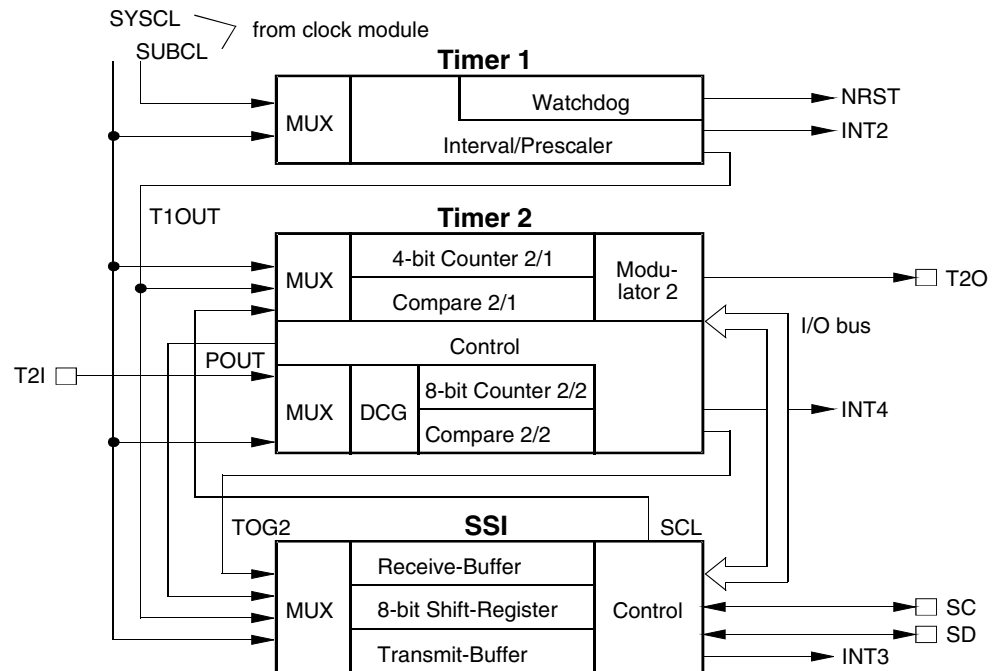 SYSCL
from clock module
SUBCL
Timer 1
Watchdog
NRST
MUX
INT2
Interval/Prescaler
T1OUT
Timer 2
4-bit Counter 2/1
Modu-
lator 2
MUX
T2O
Compare 2/1
I/O bus
Control
POUT
T2I
8-bit Counter 2/2
MUX
DCG
INT4
Compare 2/2
TOG2
SSI
SCL
Receive-Buffer
MUX
8-bit Shift-Register
Control
SC
SD
Transmit-Buffer
INT3